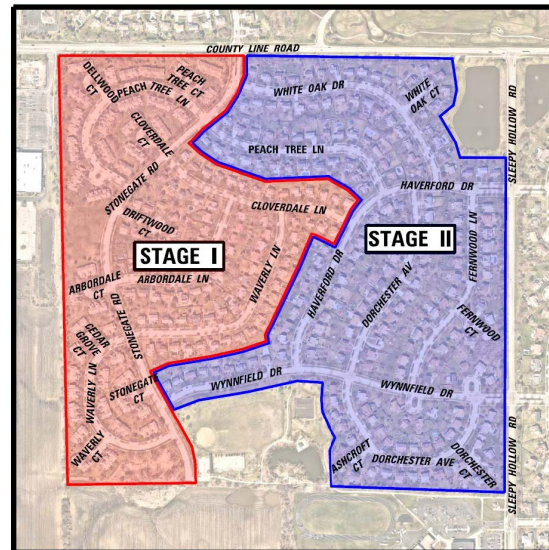 COUNTY LINE ROAD
DELLWOOD
CT
PEACH TREE LN
PEACH
TREE CT
WHITE OAK DR
WHITE
OAK CT
SLEEPY HOLLOW RD
CLOVERDALE
CT
PEACH TREE LN
STONEGATE RD
HAVERFORD DR
CLOVERDALE LN
DRIFTWOOD
CT
FERNWOOD LN
STAGE I
STAGE II
WAVERLY LN
HAVERFORD DR
DORCHESTER AV
ARBORDALE
CT
ARBORDALE LN
STONEGATE RD
FERNWOOD
CT
CEDAR
GROVE
CT
WAVERLY LN
STONEGATE
CT
WYNNFIELD DR
WYNNFIELD DR
WAVERLY
CT
ASHCROFT
CT
DORCHESTER AVE
DORCHESTER
CT
SLEEPY HOLLOW RD